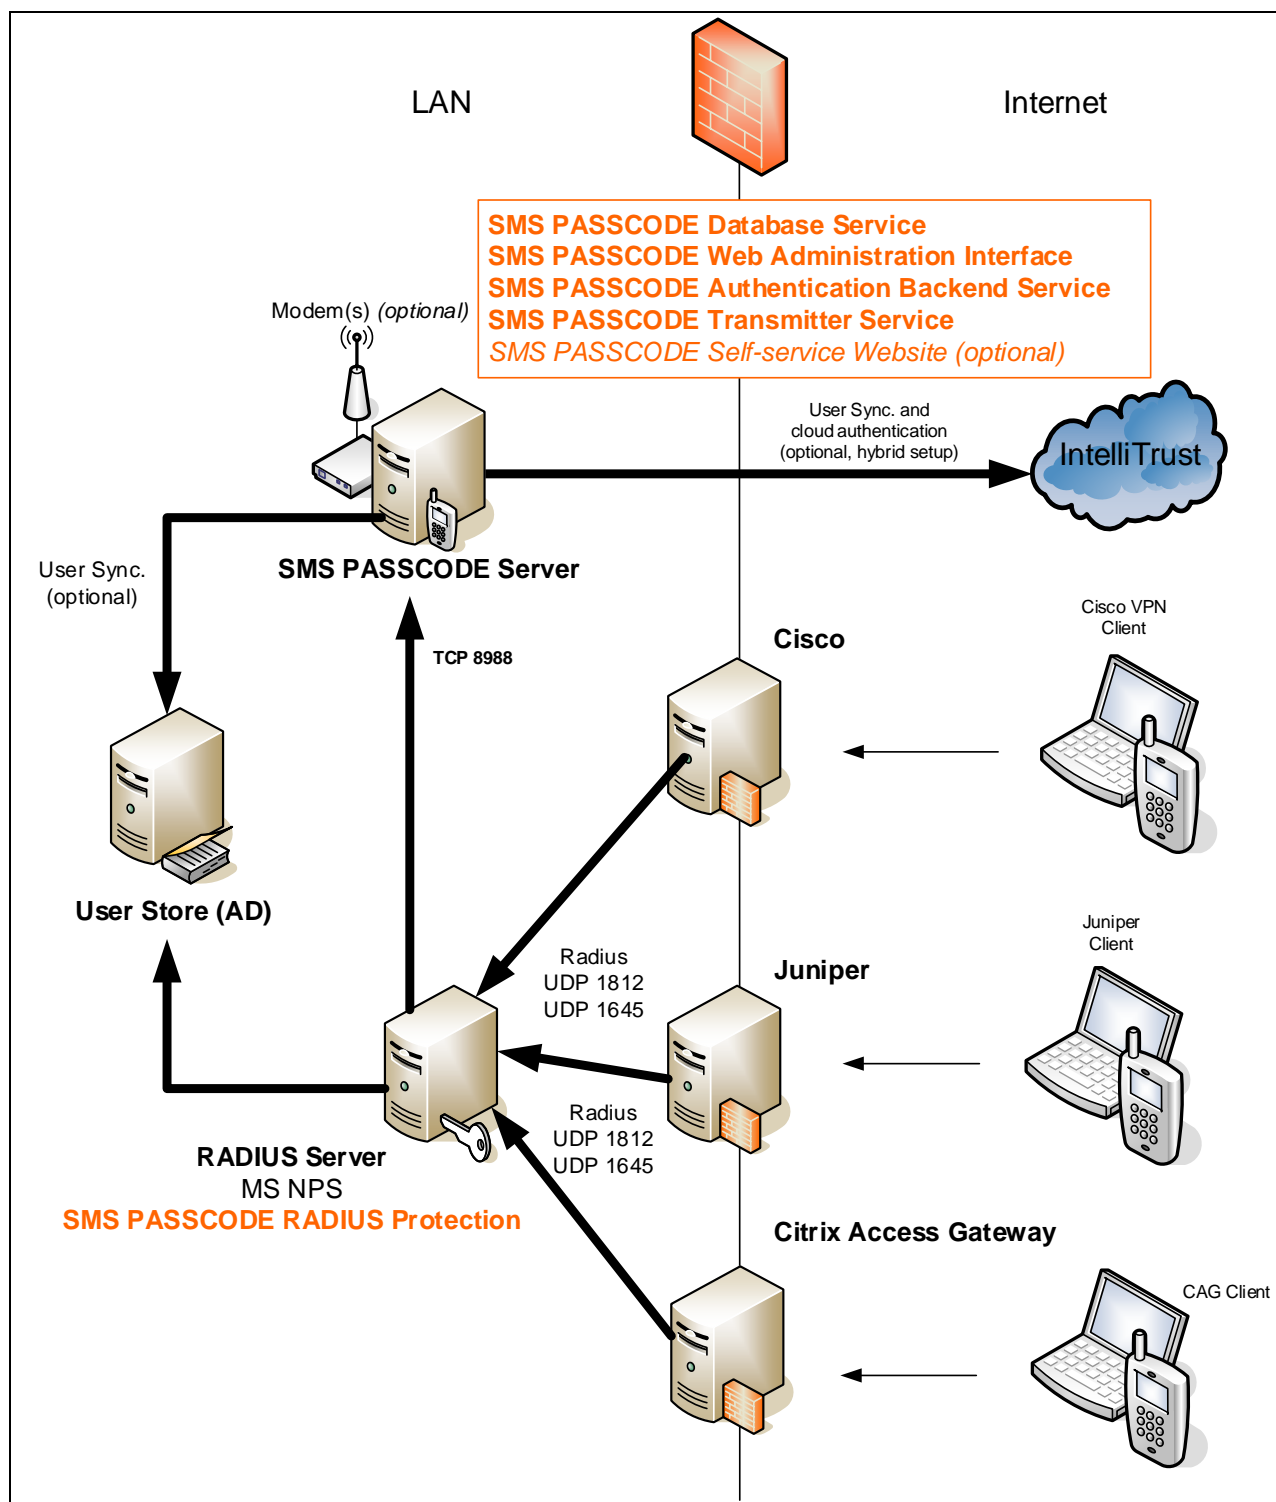 LAN
Internet
SMS PASSCODE Database Service
SMS PASSCODE Web Administration Interface
SMS PASSCODE Authentication Backend Service
SMS PASSCODE Transmitter Service
SMS PASSCODE Self-service Website (optional)
Modem(s) (optional)
User Sync. and
cloud authentication
(optional, hybrid setup)
IntelliTrust
SMS PASSCODE Server
User Sync.
(optional)
TCP 8988
Cisco
Cisco VPN
Client
User Store (AD)
Radius
UDP 1812
UDP 1645
Juniper
Juniper
Client
Radius
UDP 1812
UDP 1645
RADIUS Server
MS NPS
SMS PASSCODE RADIUS Protection
Citrix Access Gateway
CAG Client